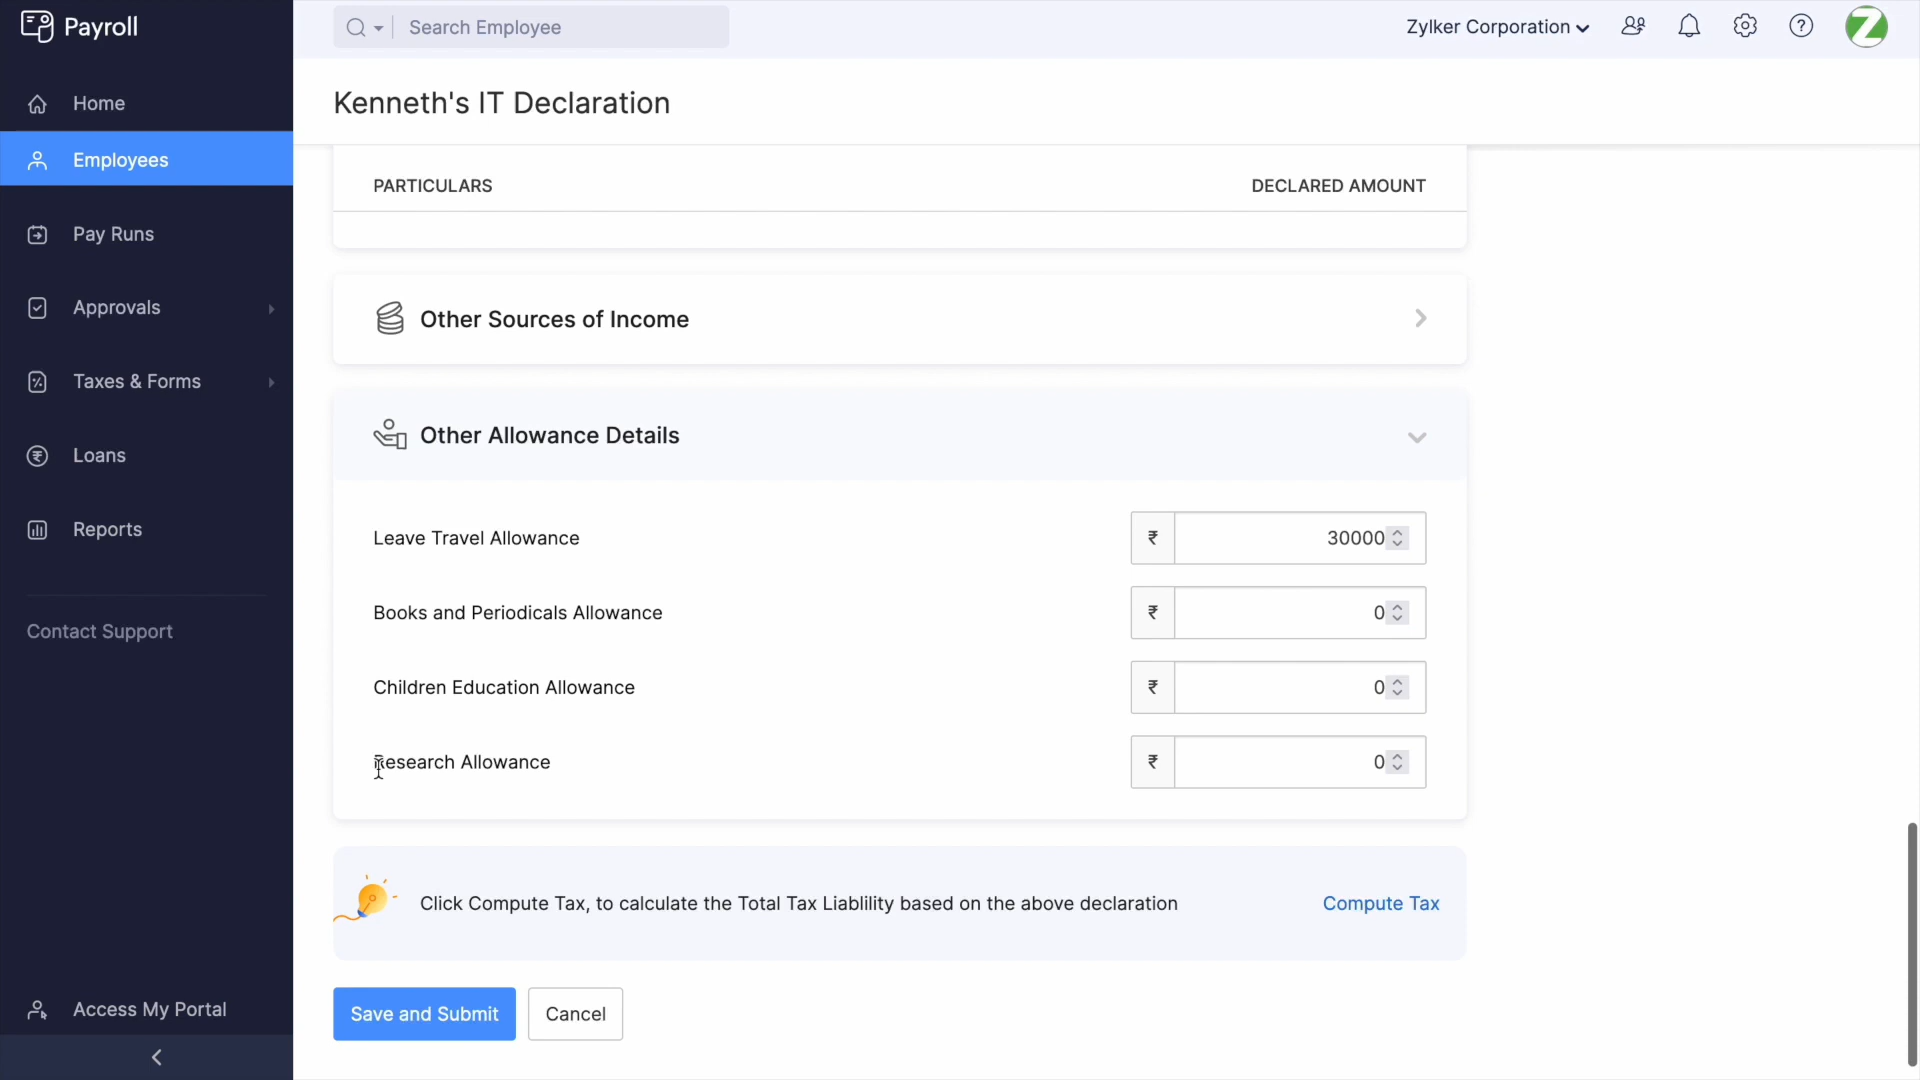 Payroll
Search Employee
Zylker Corporation
Z
Home
Employees
Pay Runs
Approvals
Taxes & Forms
Loans
Reports
Contact Support
Access My Portal
Kenneth's IT Declaration
PARTICULARS DECLARED AMOUNT
Other Sources of Income
Other Allowance Details
Leave Travel Allowance ₹ 30000
Books and Periodicals Allowance ₹ 0
Children Education Allowance ₹ 0
Research Allowance ₹ 0
Click Compute Tax, to calculate the Total Tax Liablility based on the above declaration Compute Tax
Save and Submit Cancel